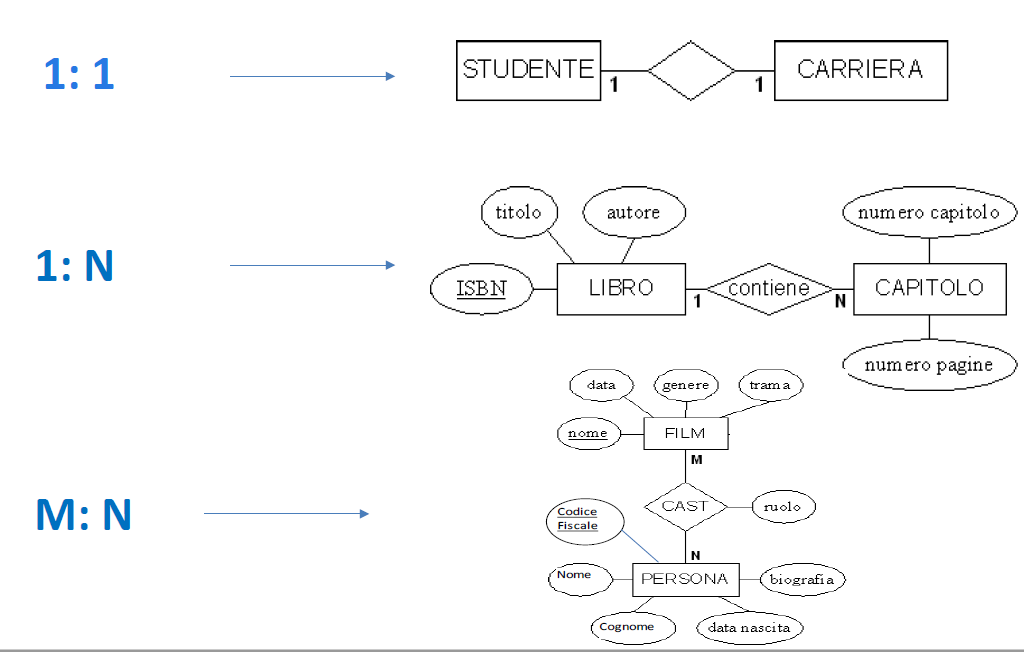 1: 1
STUDENTE
1
1
CARRIERA
titolo
autore
numero capitolo
1: N
ISBN
LIBRO
1
contiene
N
CAPITOLO
numero pagine
data
genere
trama
nome
FILM
M
M: N
Codice
Fiscale
CAST
ruolo
N
Nome
PERSONA
biografia
Cognome
data nascita